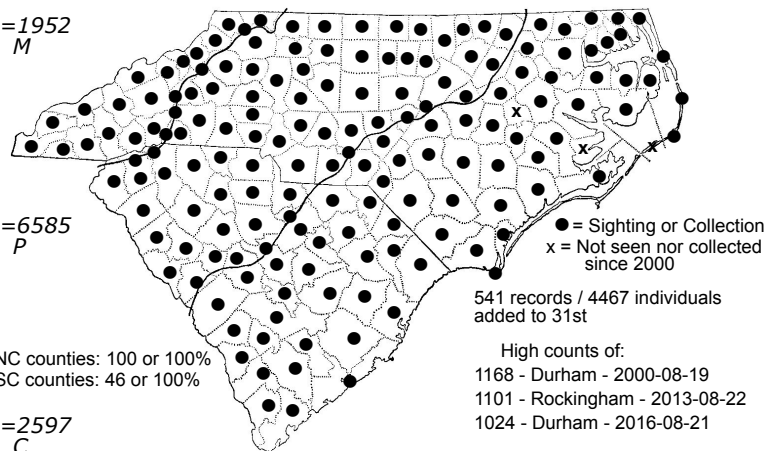 =1952
M
=6585
P
=2597
C
x
x
x
● = Sighting or Collection
x = Not seen nor collected
since 2000
541 records / 4467 individuals
added to 31st
NC counties: 100 or 100%
SC counties: 46 or 100%
High counts of:
1168 - Durham - 2000-08-19
1101 - Rockingham - 2013-08-22
1024 - Durham - 2016-08-21